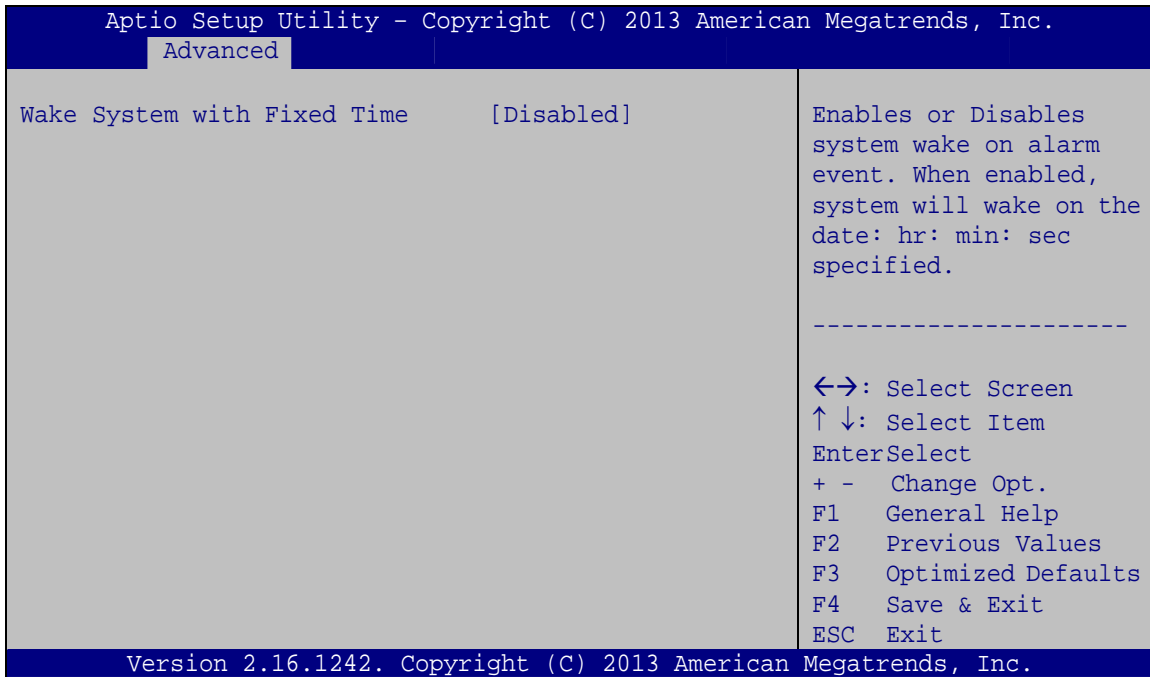 Aptio Setup Utility – Copyright (C) 2013 American Megatrends, Inc.
Advanced
Wake System with Fixed Time [Disabled]
Enables or Disables
system wake on alarm
event. When enabled,
system will wake on the
date: hr: min: sec
specified.
----------------------
←→: Select Screen
↑ ↓: Select Item
EnterSelect
+ - Change Opt.
F1 General Help
F2 Previous Values
F3 Optimized Defaults
F4 Save & Exit
ESC Exit
Version 2.16.1242. Copyright (C) 2013 American Megatrends, Inc.